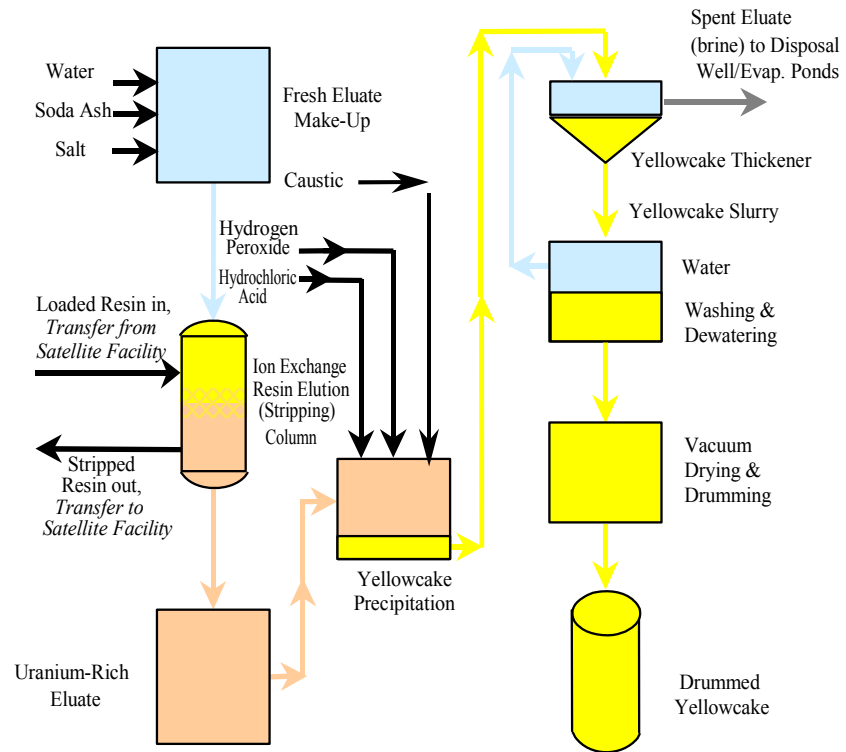 Water
Soda Ash
Salt
Fresh Eluate
Make-Up
Caustic
Hydrogen
Peroxide
Hydrochloric
Acid
Loaded Resin in,
Transfer from
Satellite Facility
Ion Exchange
Resin Elution
(Stripping)
Column
Stripped
Resin out,
Transfer to
Satellite Facility
Uranium-Rich
Eluate
Yellowcake
Precipitation
Spent Eluate
(brine) to Disposal
Well/Evap. Ponds
Yellowcake Thickener
Yellowcake Slurry
Water
Washing &
Dewatering
Vacuum
Drying &
Drumming
Drummed
Yellowcake